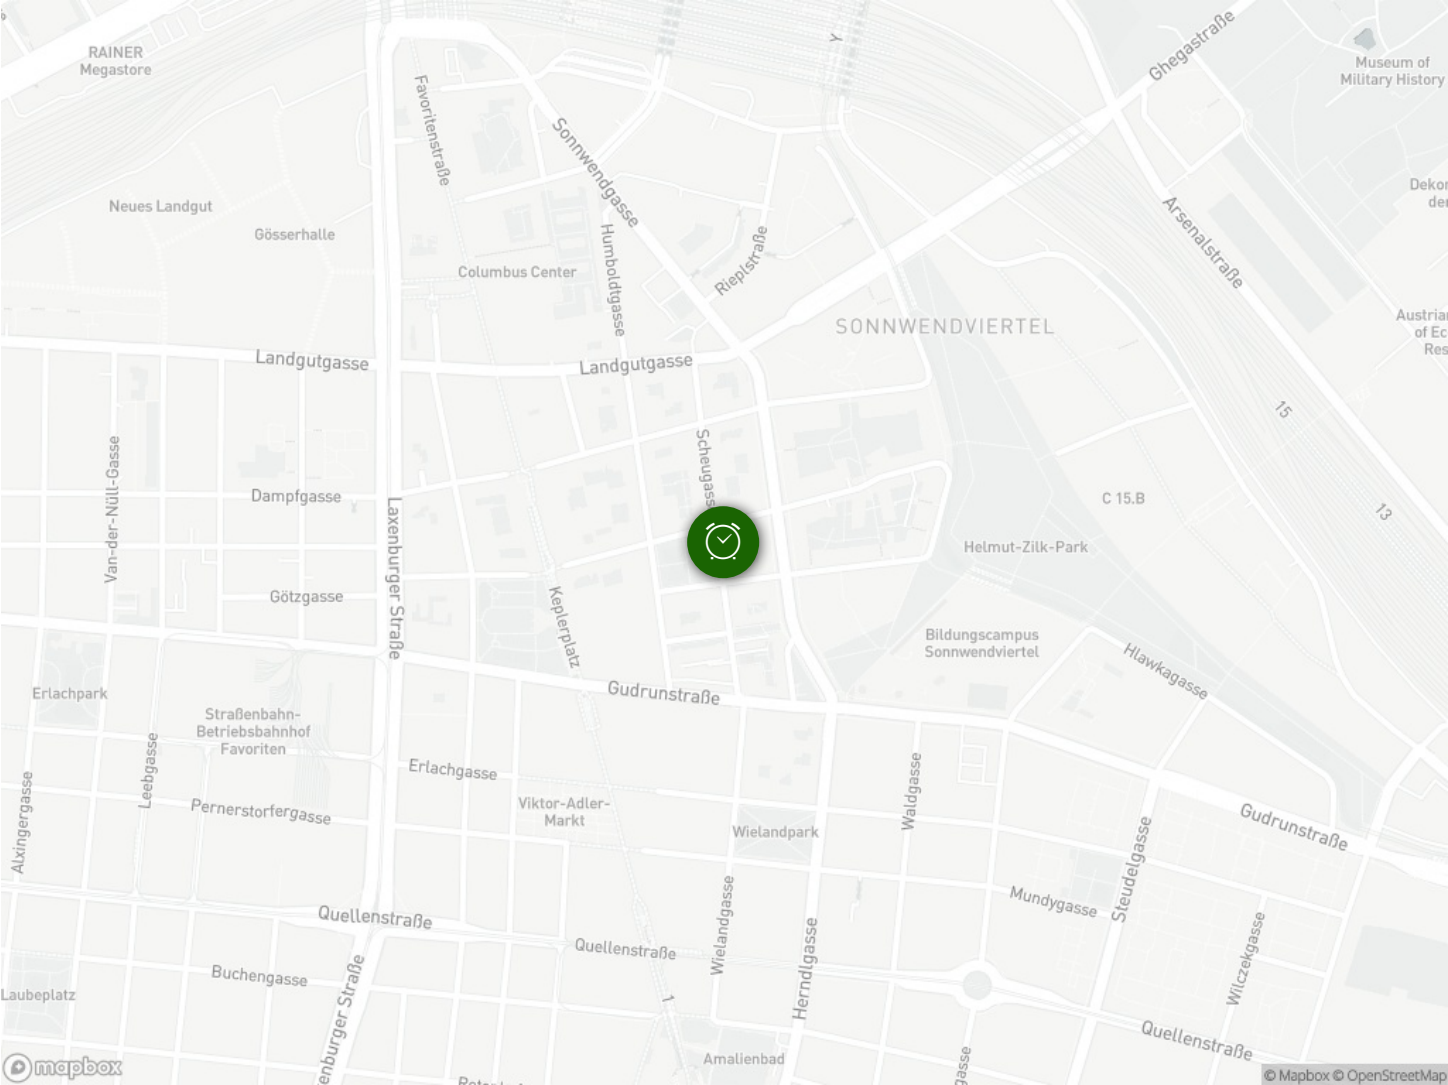 RAINER
Megastore
Museum of
Military History
Ghegastraße
Y
Favoritenstraße
Sonnwendgasse
Neues Landgut
Gösserhalle
Humboldtgasse
Rieplstraße
Arsenalstraße
Columbus Center
SONNWENDVIERTEL
Landgutgasse
Landgutgasse
15
13
Scheugass
Van-der-Nüll-Gasse
Dampfgasse
Laxenburger Straße
C 15.B
Helmut-Zilk-Park
Götzgasse
Keplerplatz
Bildungscampus
Sonnwendviertel
Hlawkagasse
Erlachpark
Gudrunstraße
Straßenbahn-
Betriebsbahnhof
Favoriten
Leebgasse
Erlachgasse
Alxingergasse
Pernerstorfergasse
Viktor-Adler-
Markt
Wielandpark
Waldgasse
Gudrunstraße
Steudelgasse
Mundygasse
Quellenstraße
Quellenstraße
Wielandgasse
Herndlgasse
Wilczekgasse
Buchengasse
Laubeplatz
1
Quellenstraße
Amalienbad
mapbox
© Mapbox © OpenStreetMap